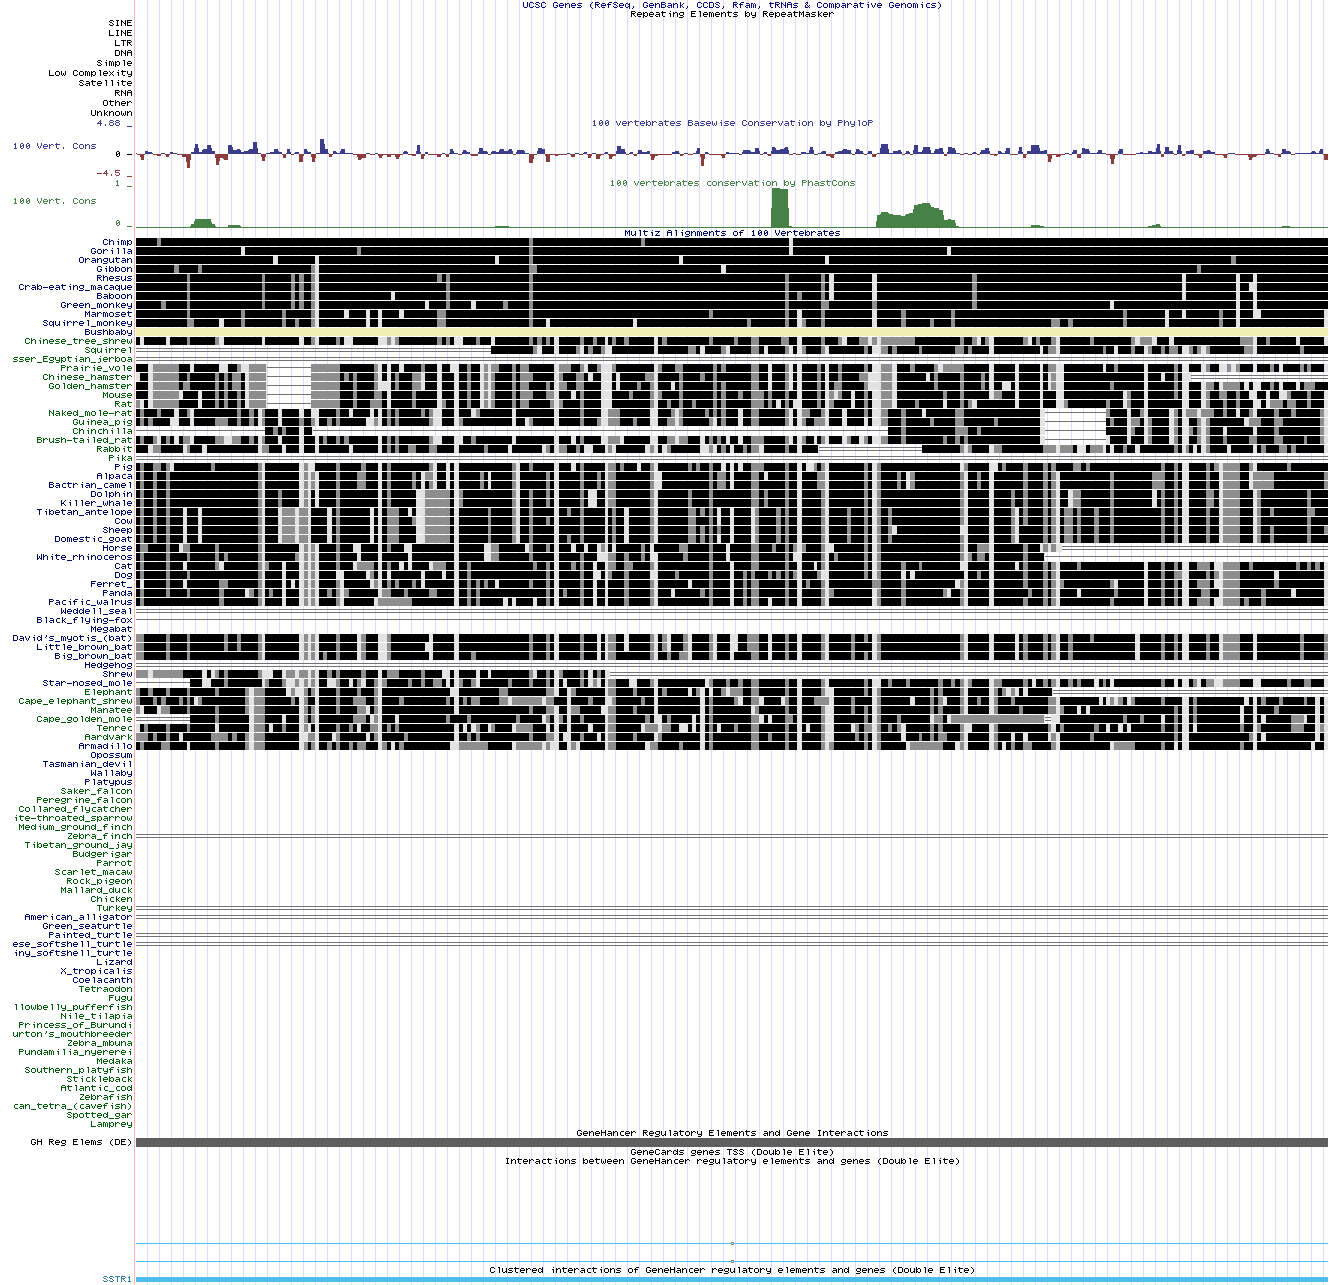 UCSC Genes (RefSeq, GenBank, CCDS, Rfam, tRNAs & Comparative Genomics)
Repeating Elements by RepeatMasker
SINE
LINE
LTR
DNA
Simple
Low Complexity
Satellite
RNA
Other
Unknown
4.88 _
100 vertebrates Basewise Conservation by PhyloP
100 Vert. Cons
0 -
-4.5 _
100 vertebrates conservation by PhastCons
1 _
100 Vert. Cons
0 _
Multiz Alignments of 100 Vertebrates
Chimp
Gorilla
Orangutan
Gibbon
Rhesus
Crab-eating_macaque
Baboon
Green_monkey
Marmoset
Squirrel_monkey
Bushbaby
Chinese_tree_shrew
Squirrel
sser_Egyptian_jerboa
Prairie_vole
Chinese_hamster
Golden_hamster
Mouse
Rat
Naked_mole-rat
Guinea_pig
Chinchilla
Brush-tailed_rat
Rabbit
Pika
Pig
Alpaca
Bactrian_camel
Dolphin
Killer_whale
Tibetan_antelope
Cow
Sheep
Domestic_goat
Horse
White_rhinoceros
Cat
Dog
Ferret_
Panda
Pacific_walrus
Weddell_seal
Black_flying-fox
Megabat
David's_myotis_(bat)
Little_brown_bat
Big_brown_bat
Hedgehog
Shrew
Star-nosed_mole
Elephant
Cape_elephant_shrew
Manatee
Cape_golden_mole
Tenrec
Aardvark
Armadillo
Opossum
Tasmanian_devil
Wallaby
Platypus
Saker_falcon
Peregrine_falcon
Collared_flycatcher
ite-throated_sparrow
Medium_ground_finch
Zebra_finch
Tibetan_ground_jay
Budgerigar
Parrot
Scarlet_macaw
Rock_pigeon
Mallard_duck
Chicken
Turkey
American_alligator
Green_seaturtle
Painted_turtle
ese_softshell_turtle
iny_softshell_turtle
Lizard
X_tropicalis
Coelacanth
Tetraodon
Fugu
llowbelly_pufferfish
Nile_tilapia
Princess_of_Burundi
urton's_mouthbreeder
Zebra_mbuna
Pundamilia_nyererei
Medaka
Southern_platyfish
Stickleback
Atlantic_cod
Zebrafish
can_tetra_(cavefish)
Spotted_gar
Lamprey
GeneHancer Regulatory Elements and Gene Interactions
GH Reg Elems (DE)
GeneCards genes TSS (Double Elite)
Interactions between GeneHancer regulatory elements and genes (Double Elite)
Clustered interactions of GeneHancer regulatory elements and genes (Double Elite)
SSTR1